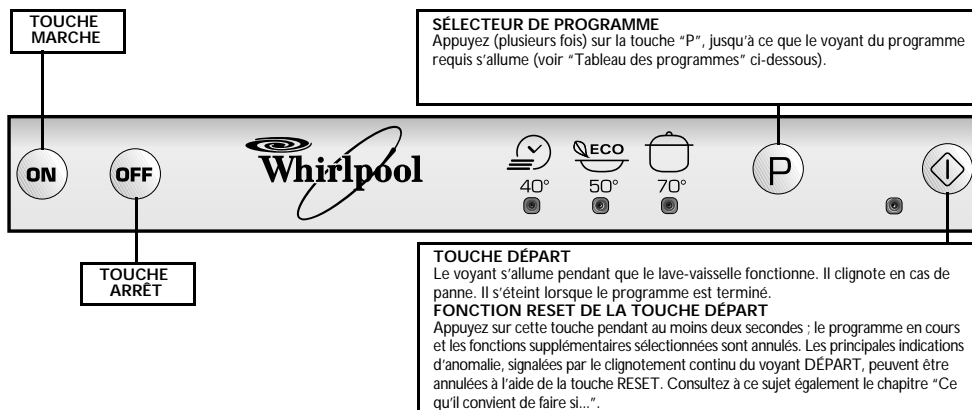 TOUCHE
MARCHE
SÉLECTEUR DE PROGRAMME
Appuyez (plusieurs fois) sur la touche “P”, jusqu’à ce que le voyant du programme
requis s’allume (voir “Tableau des programmes” ci-dessous).
ON
OFF
Whirlpool
ECO
40°
50°
70°
P
TOUCHE
ARRÊT
TOUCHE DÉPART
Le voyant s’allume pendant que le lave-vaisselle fonctionne. Il clignote en cas de
panne. Il s’éteint lorsque le programme est terminé.
FONCTION RESET DE LA TOUCHE DÉPART
Appuyez sur cette touche pendant au moins deux secondes ; le programme en cours
et les fonctions supplémentaires sélectionnées sont annulés. Les principales indications
d’anomalie, signalées par le clignotement continu du voyant DÉPART, peuvent être
annulées à l’aide de la touche RESET. Consultez à ce sujet également le chapitre “Ce
qu’il convient de faire si...”.